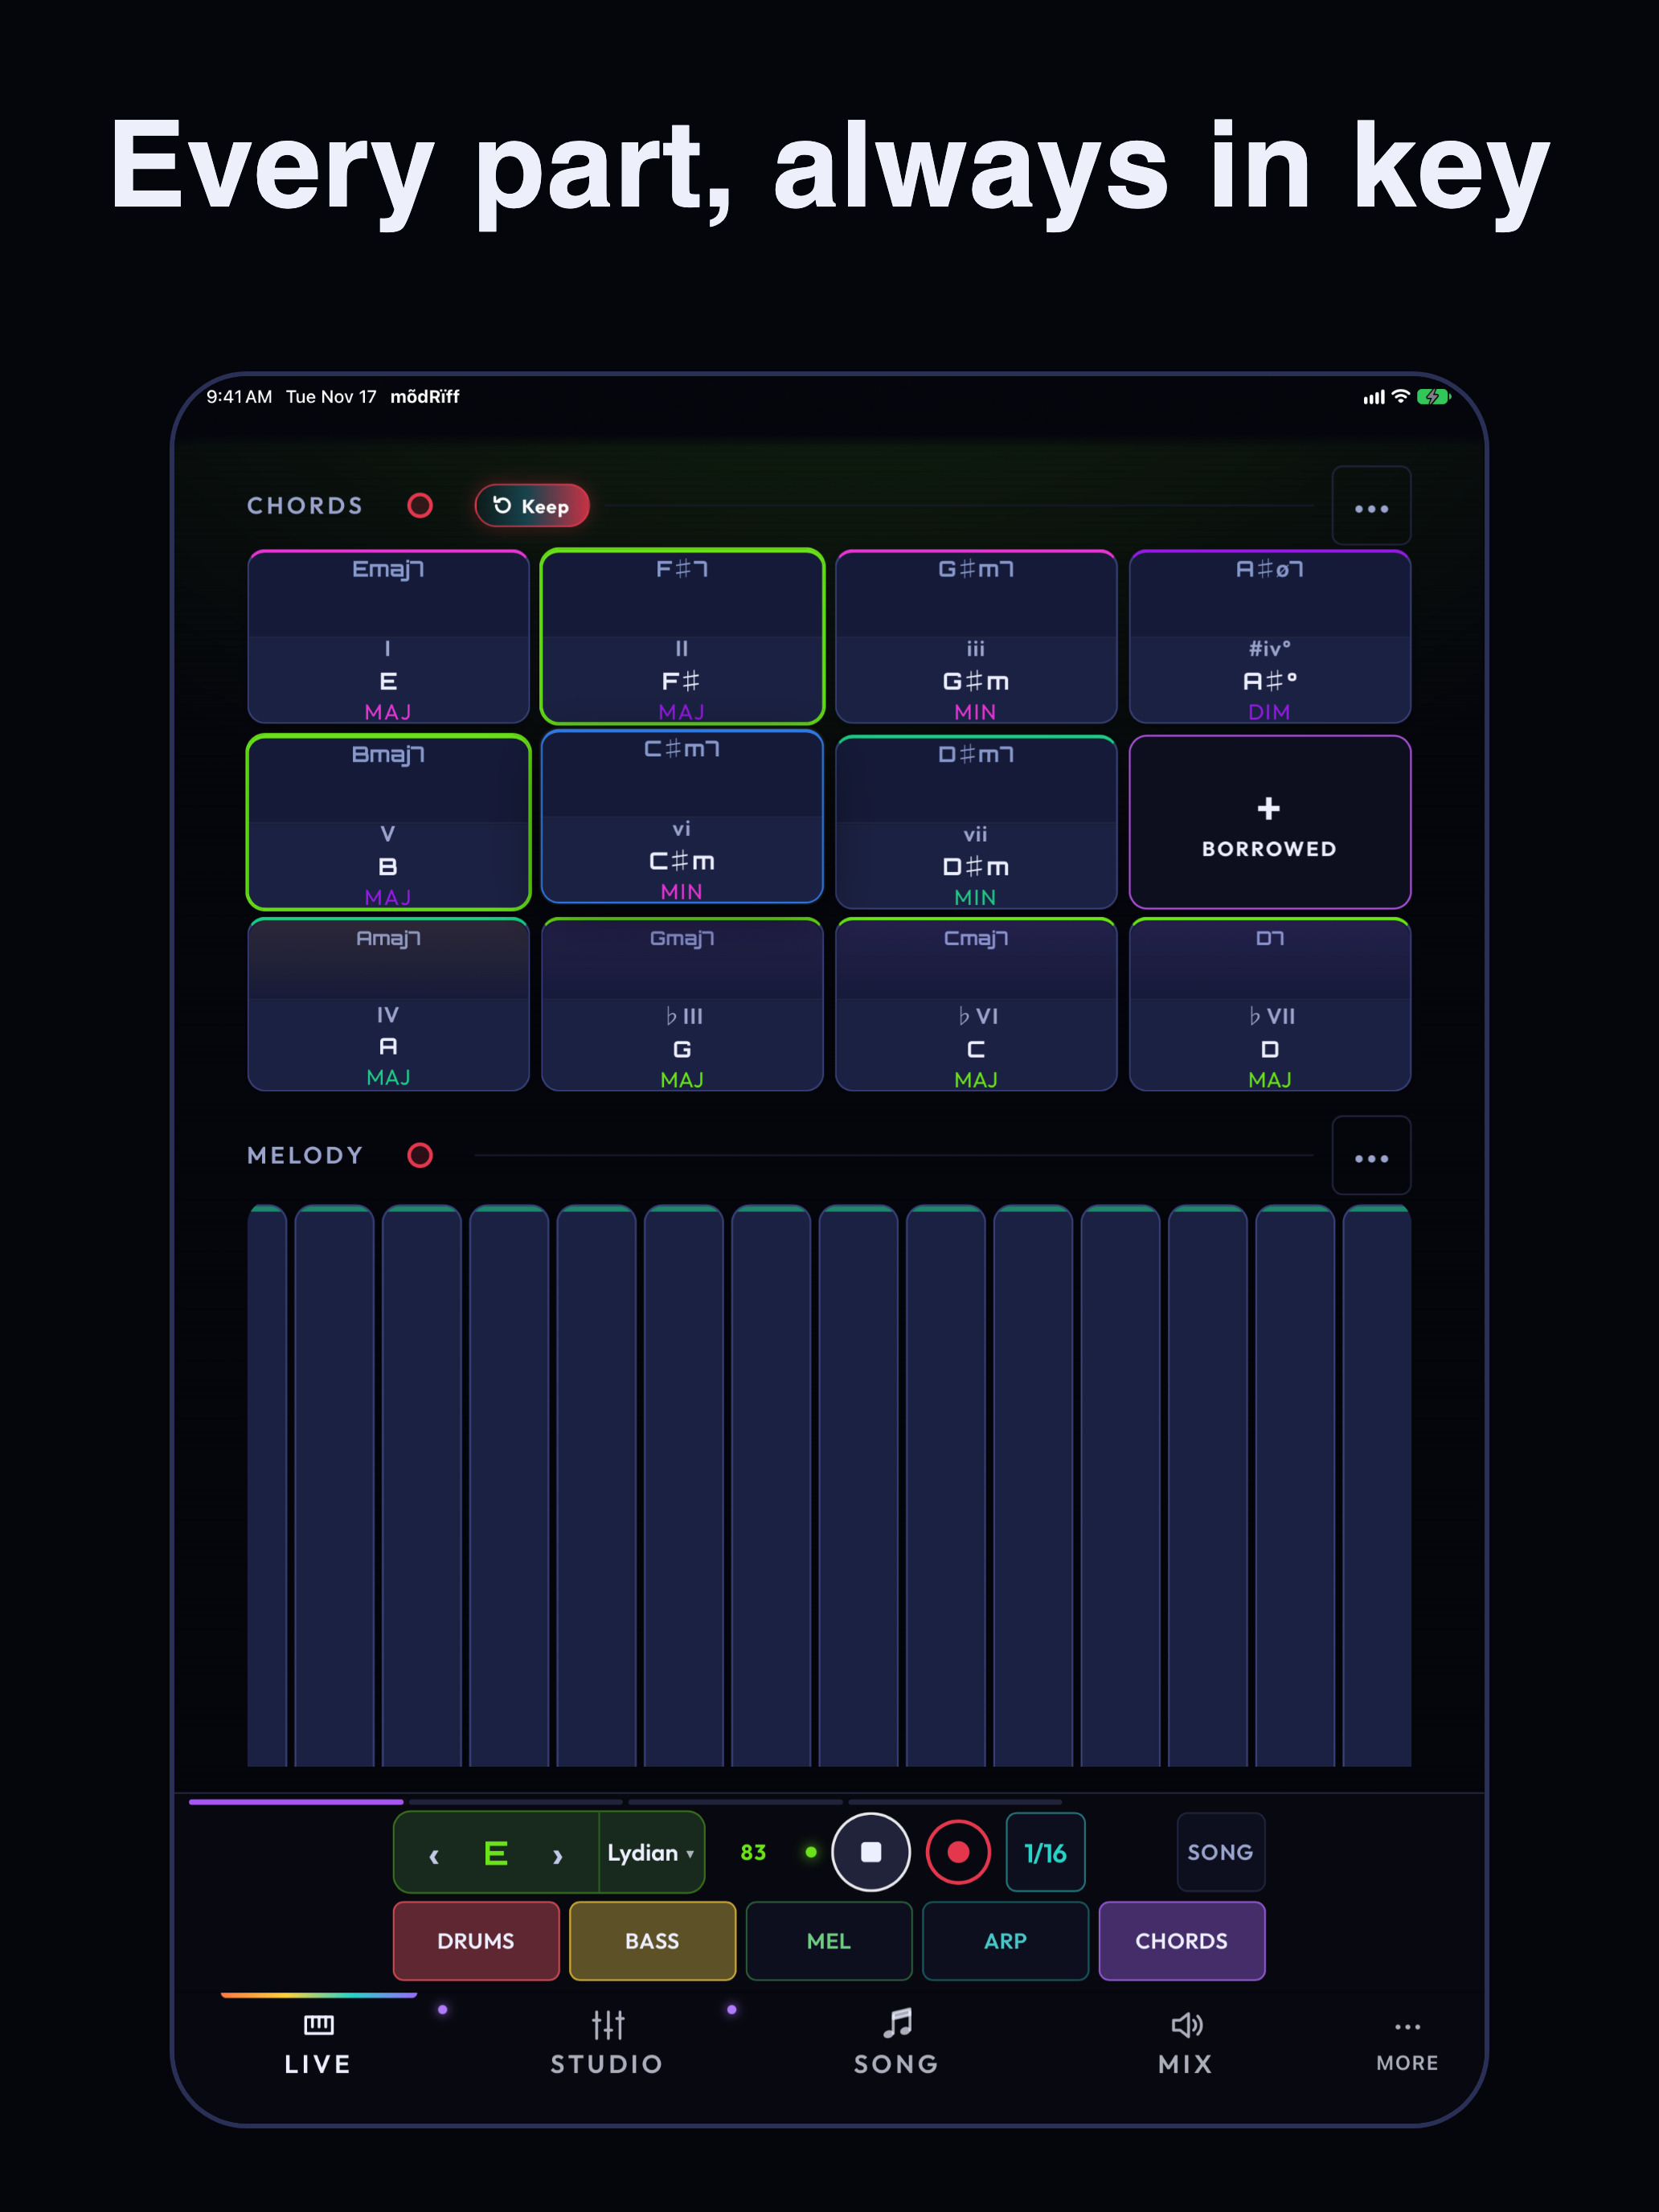 Every part, always in key
9:41 AM Tue Nov 17 mõdRïff
CHORDS Keep
Emaj7 F♯7 G♯m7 A♯ø7
I II iii #iv°
E F♯ G♯m A♯°
MAJ MAJ MIN DIM
Bmaj7 C♯m7 D♯m7
V vi vii
B C♯m D♯m
MAJ MIN MIN
+
BORROWED
Amaj7 Gmaj7 Cmaj7 D7
IV ♭III ♭VI ♭VII
A G C D
MAJ MAJ MAJ MAJ
MELODY
‹ E › Lydian ▾ 83 1/16 SONG
DRUMS BASS MEL ARP CHORDS
LIVE STUDIO SONG MIX MORE